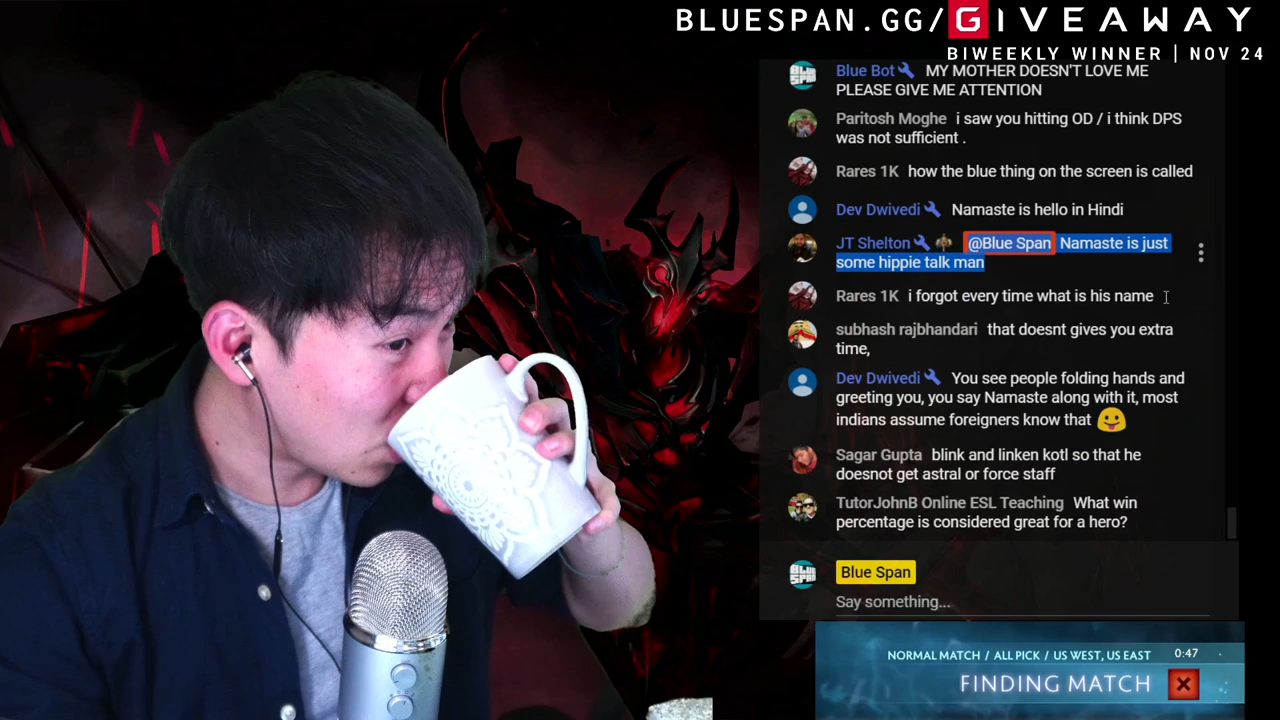 BLUESPAN.GG/GIVEAWAY
BIWEEKLY WINNER | NOV 24
Blue Bot MY MOTHER DOESN'T LOVE ME
PLEASE GIVE ME ATTENTION
Paritosh Moghe i saw you hitting OD / i think DPS
was not sufficient .
Rares 1K how the blue thing on the screen is called
Dev Dwivedi Namaste is hello in Hindi
JT Shelton @Blue Span Namaste is just
some hippie talk man
Rares 1K i forgot every time what is his name
subhash rajbhandari that doesnt gives you extra
time,
Dev Dwivedi You see people folding hands and
greeting you, you say Namaste along with it, most
indians assume foreigners know that
Sagar Gupta blink and linken kotl so that he
doesnot get astral or force staff
TutorJohnB Online ESL Teaching What win
percentage is considered great for a hero?
BLUE
SPAN
Blue Span
Say something...
NORMAL MATCH / ALL PICK / US WEST, US EAST 0:47
FINDING MATCH